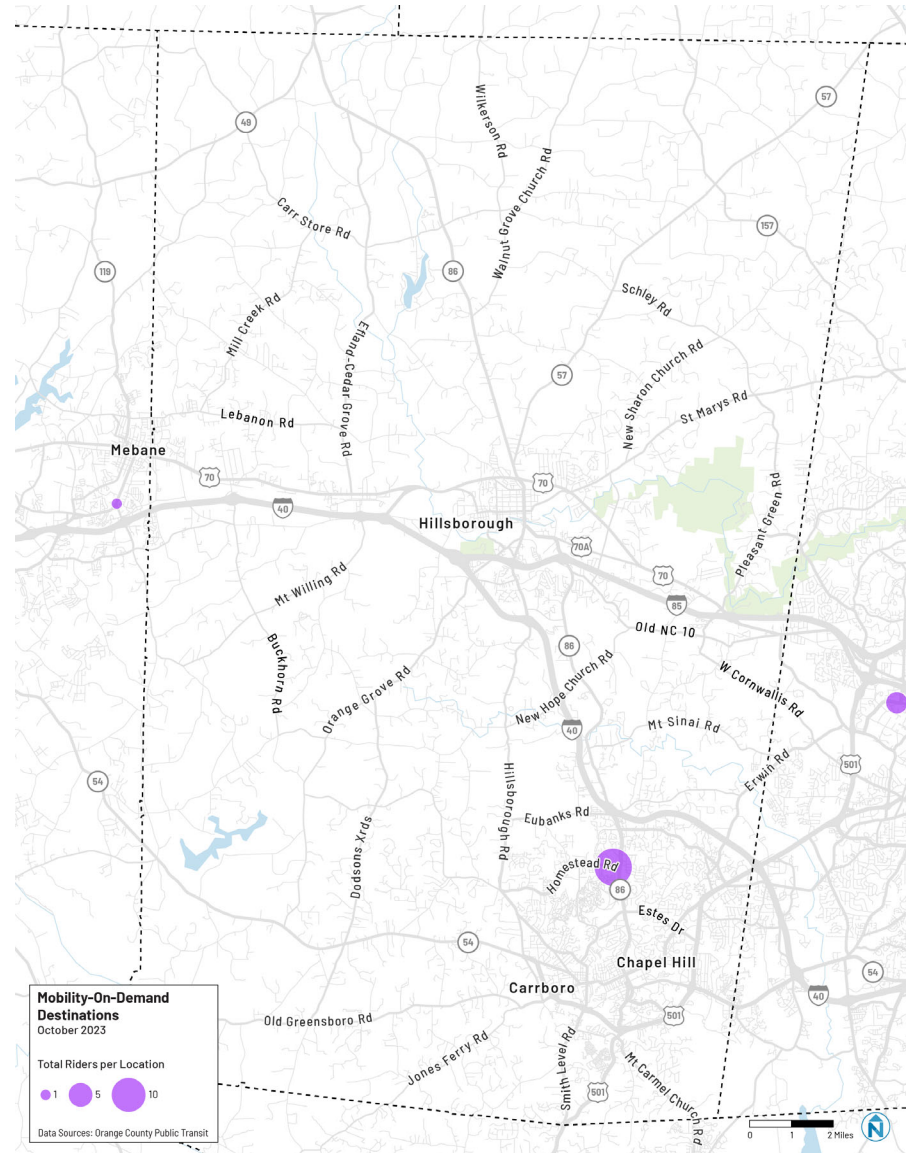 Wilkerson Rd
57
49
Walnut Grove Church Rd
Carr Store Rd
157
119
86
Schley Rd
Mill Creek Rd
Efland-Cedar Grove Rd
57
New Sharon Church Rd
St Marys Rd
Lebanon Rd
Mebane
70
70
Pleasant Green Rd
40
Hillsborough
70A
70
Mt Willing Rd
85
Old NC 10
86
Buckhorn Rd
Orange Grove Rd
New Hope Church Rd
W Cornwallis Rd
Mt Sinai Rd
40
501
Erwin Rd
54
Hillsborough Rd
Eubanks Rd
Dodsons Xrds
Homestead Rd
86
Estes Dr
54
Chapel Hill
54
Carrboro
40
501
Old Greensboro Rd
Jones Ferry Rd
Smith Level Rd
Mt Carmel Church Rd
501
Mobility-On-Demand
Destinations
October 2023
Total Riders per Location
1 5 10
Data Sources: Orange County Public Transit
0 1 2 Miles
N